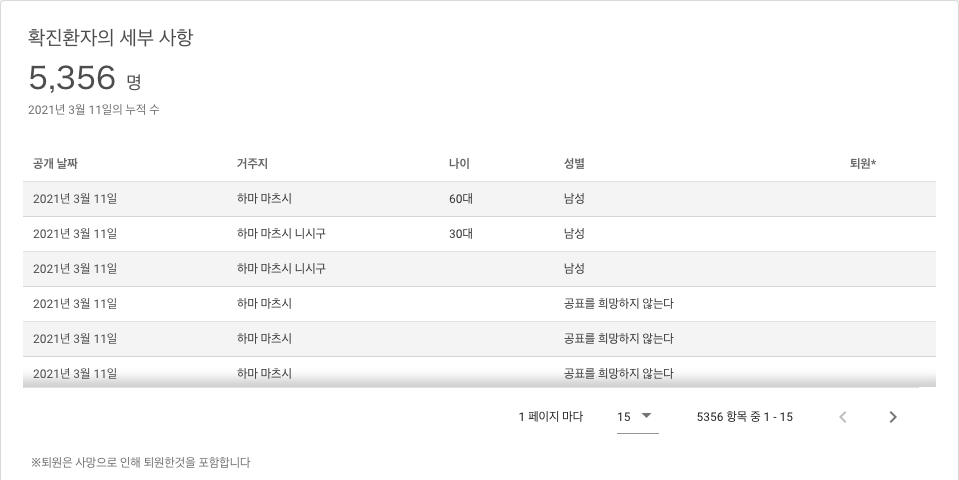 확진환자의 세부 사항
5,356 명
2021년 3월 11일의 누적 수
공개 날짜 거주지 나이 성별 퇴원*
2021년 3월 11일 하마 마츠시 60대 남성
2021년 3월 11일 하마 마츠시 니시구 30대 남성
2021년 3월 11일 하마 마츠시 니시구 남성
2021년 3월 11일 하마 마츠시 공표를 희망하지 않는다
2021년 3월 11일 하마 마츠시 공표를 희망하지 않는다
2021년 3월 11일 하마 마츠시 공표를 희망하지 않는다
1 페이지 마다 15 5356 항목 중 1 - 15
※퇴원은 사망으로 인해 퇴원한것을 포함합니다